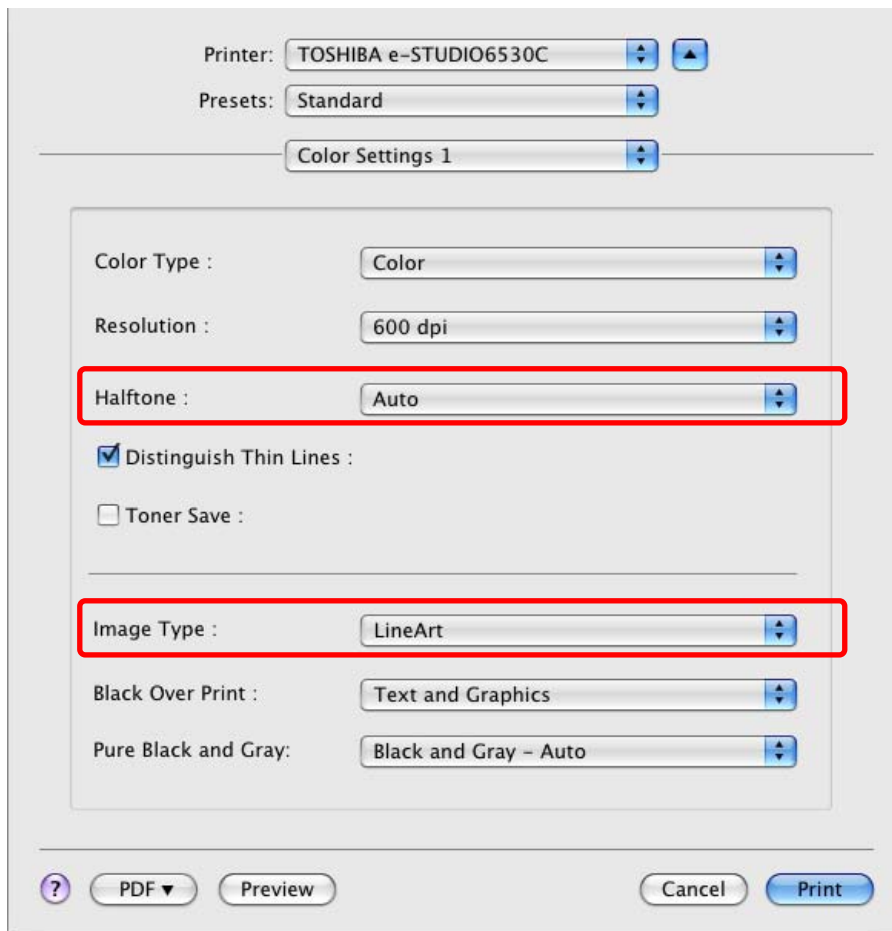 Printer: TOSHIBA e-STUDIO6530C
Presets: Standard
Color Settings 1
Color Type : Color
Resolution : 600 dpi
Halftone : Auto
Distinguish Thin Lines :
Toner Save :
Image Type : LineArt
Black Over Print : Text and Graphics
Pure Black and Gray: Black and Gray – Auto
? PDF ▾ Preview Cancel Print